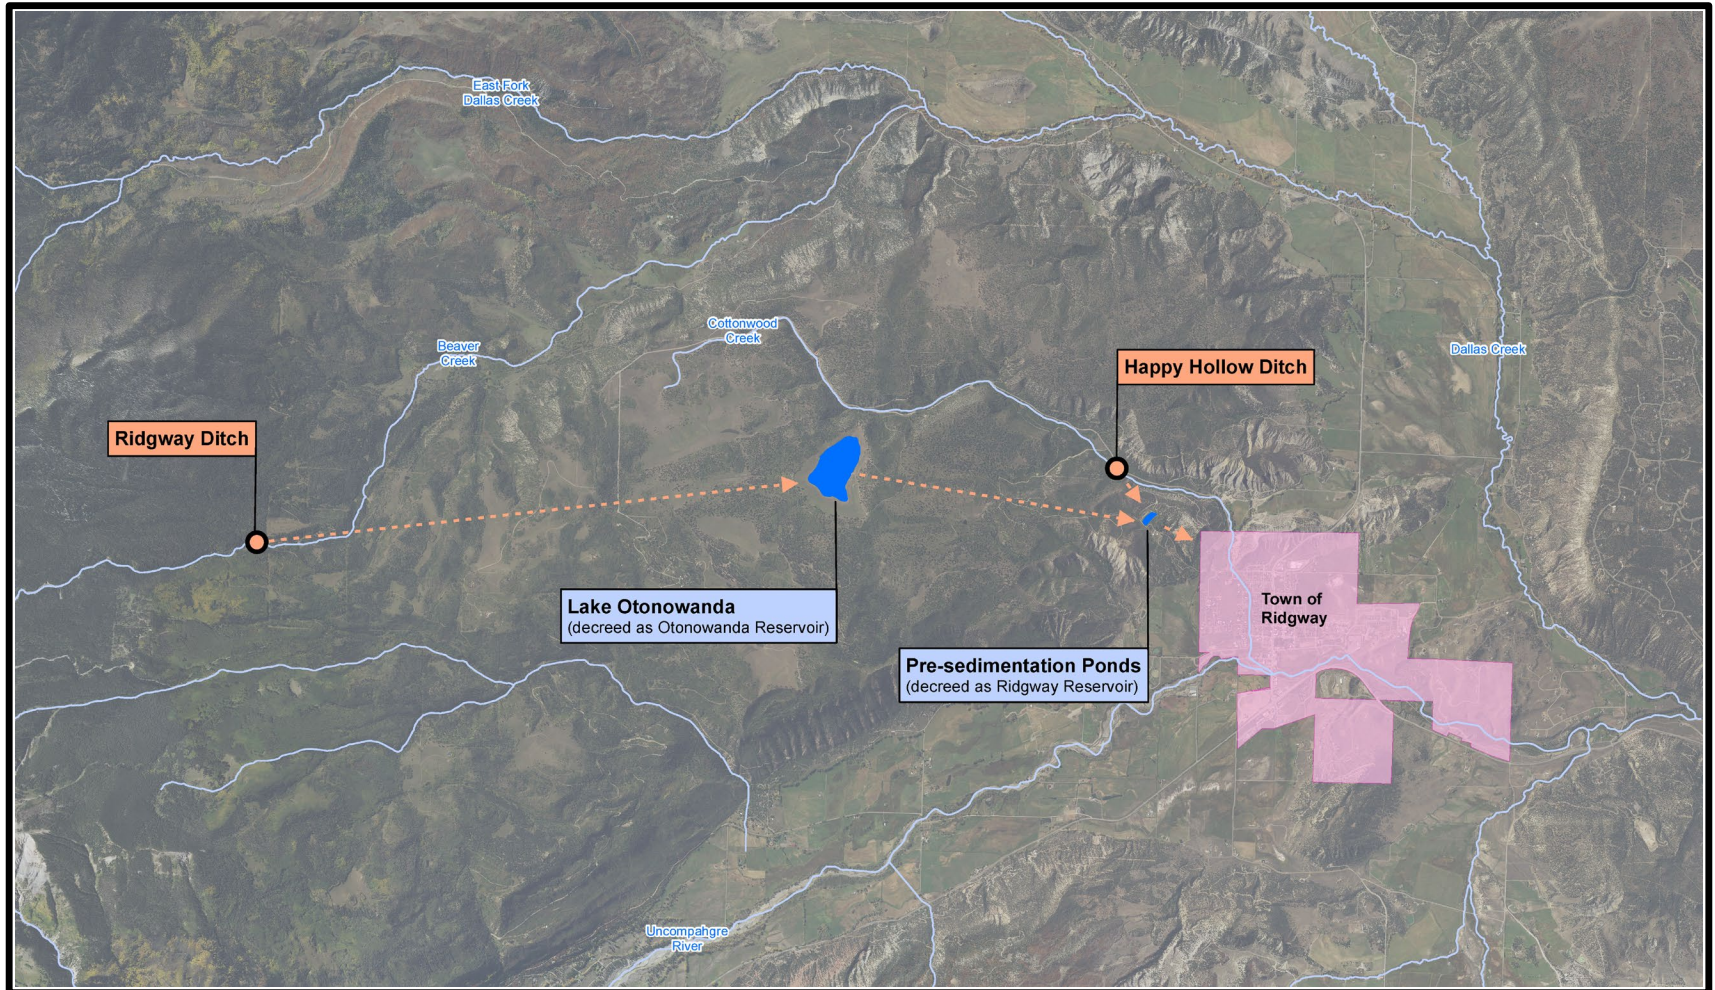 East Fork
Dallas Creek
Cottonwood
Creek
Beaver
Creek
Dallas Creek
Happy Hollow Ditch
Ridgway Ditch
Lake Otonowanda
(decreed as Otonowanda Reservoir)
Town of
Ridgway
Pre-sedimentation Ponds
(decreed as Ridgway Reservoir)
Uncompahgre
River